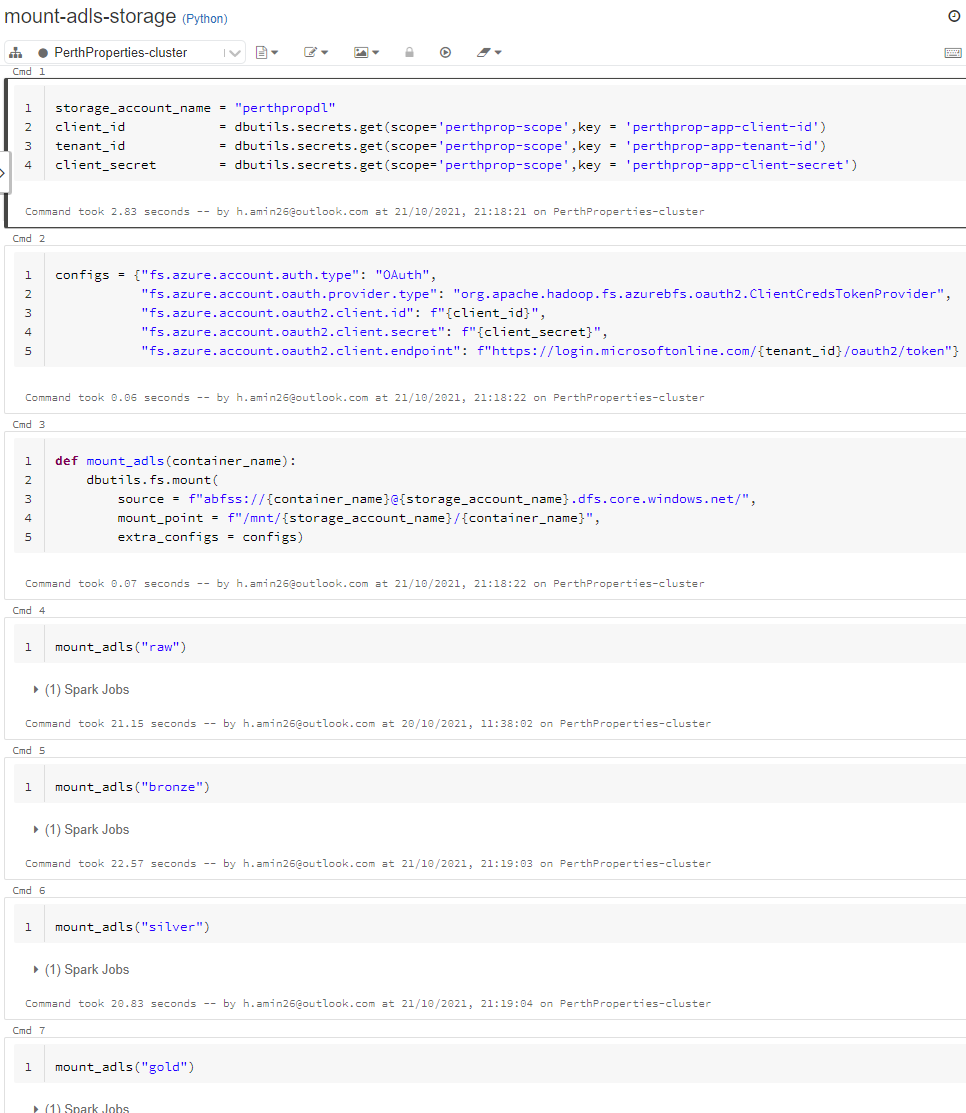 mount-adls-storage (Python)
PerthProperties-cluster
Cmd 1
1 storage_account_name = "perthpropdl"
2 client_id = dbutils.secrets.get(scope='perthprop-scope',key = 'perthprop-app-client-id')
3 tenant_id = dbutils.secrets.get(scope='perthprop-scope',key = 'perthprop-app-tenant-id')
4 client_secret = dbutils.secrets.get(scope='perthprop-scope',key = 'perthprop-app-client-secret')
Command took 2.83 seconds -- by h.amin26@outlook.com at 21/10/2021, 21:18:21 on PerthProperties-cluster
Cmd 2
1 configs = {"fs.azure.account.auth.type": "OAuth",
2 "fs.azure.account.oauth.provider.type": "org.apache.hadoop.fs.azurebfs.oauth2.ClientCredsTokenProvider",
3 "fs.azure.account.oauth2.client.id": f"{client_id}",
4 "fs.azure.account.oauth2.client.secret": f"{client_secret}",
5 "fs.azure.account.oauth2.client.endpoint": f"https://login.microsoftonline.com/{tenant_id}/oauth2/token"}
Command took 0.06 seconds -- by h.amin26@outlook.com at 21/10/2021, 21:18:22 on PerthProperties-cluster
Cmd 3
1 def mount_adls(container_name):
2 dbutils.fs.mount(
3 source = f"abfss://{container_name}@{storage_account_name}.dfs.core.windows.net/",
4 mount_point = f"/mnt/{storage_account_name}/{container_name}",
5 extra_configs = configs)
Command took 0.07 seconds -- by h.amin26@outlook.com at 21/10/2021, 21:18:22 on PerthProperties-cluster
Cmd 4
1 mount_adls("raw")
(1) Spark Jobs
Command took 21.15 seconds -- by h.amin26@outlook.com at 20/10/2021, 11:38:02 on PerthProperties-cluster
Cmd 5
1 mount_adls("bronze")
(1) Spark Jobs
Command took 22.57 seconds -- by h.amin26@outlook.com at 21/10/2021, 21:19:03 on PerthProperties-cluster
Cmd 6
1 mount_adls("silver")
(1) Spark Jobs
Command took 20.83 seconds -- by h.amin26@outlook.com at 21/10/2021, 21:19:04 on PerthProperties-cluster
Cmd 7
1 mount_adls("gold")
(1) Spark Jobs